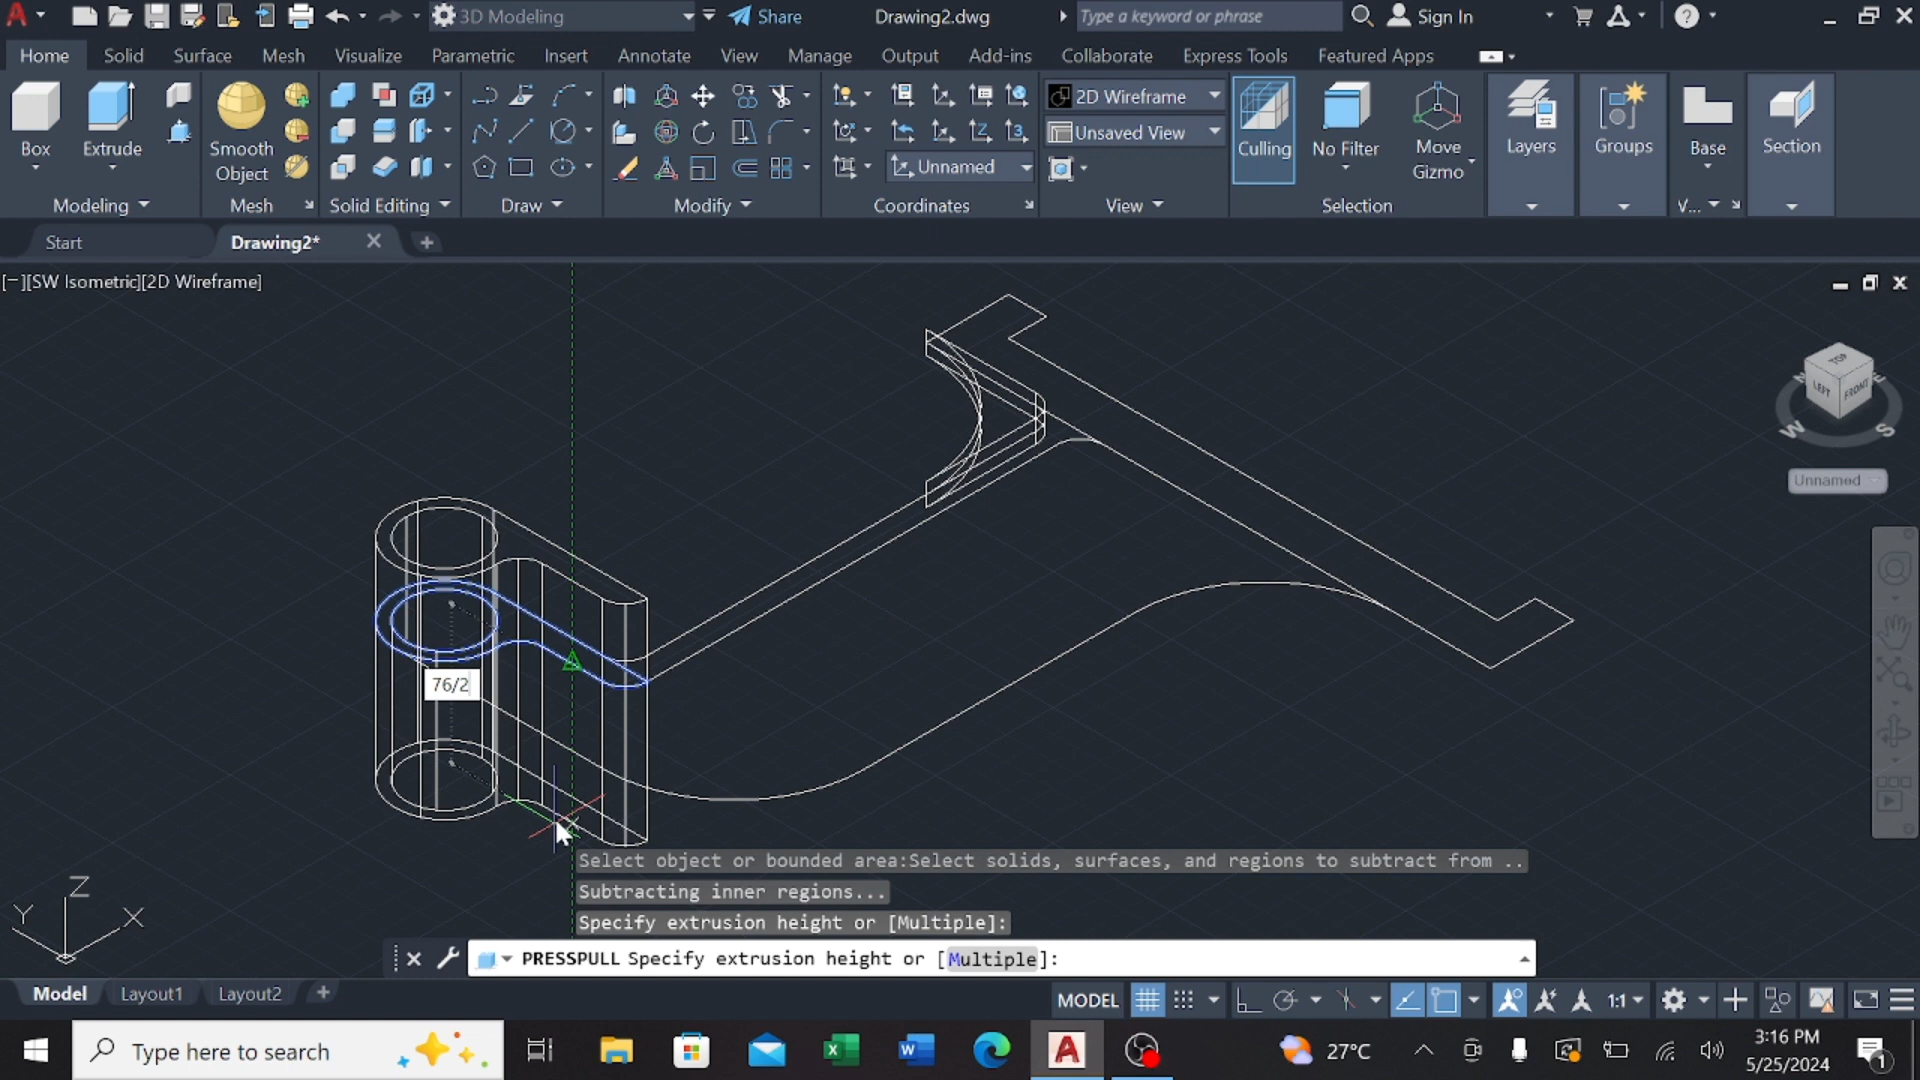 3D Modeling
Share
Drawing2.dwg
Type a keyword or phrase
Sign In
Home Solid Surface Mesh Visualize Parametric Insert Annotate View Manage Output Add-ins Collaborate Express Tools Featured Apps
Box
Extrude
Smooth
Object
2D Wireframe
Unsaved View
Unnamed
Culling
No Filter
Move
Gizmo
Layers
Groups
Base
Section
Modeling
Mesh
Solid Editing
Draw
Modify
Coordinates
View
Selection
V...
Start
Drawing2*
[−][SW Isometric][2D Wireframe]
TOP
LEFT
FRONT
W
S
Unnamed
76/2
Select object or bounded area:Select solids, surfaces, and regions to subtract from ..
Subtracting inner regions...
Specify extrusion height or [Multiple]:
PRESSPULL Specify extrusion height or [Multiple]:
Z
Y
X
Model
Layout1
Layout2
MODEL
1:1
Type here to search
27°C
3:16 PM
5/25/2024
1